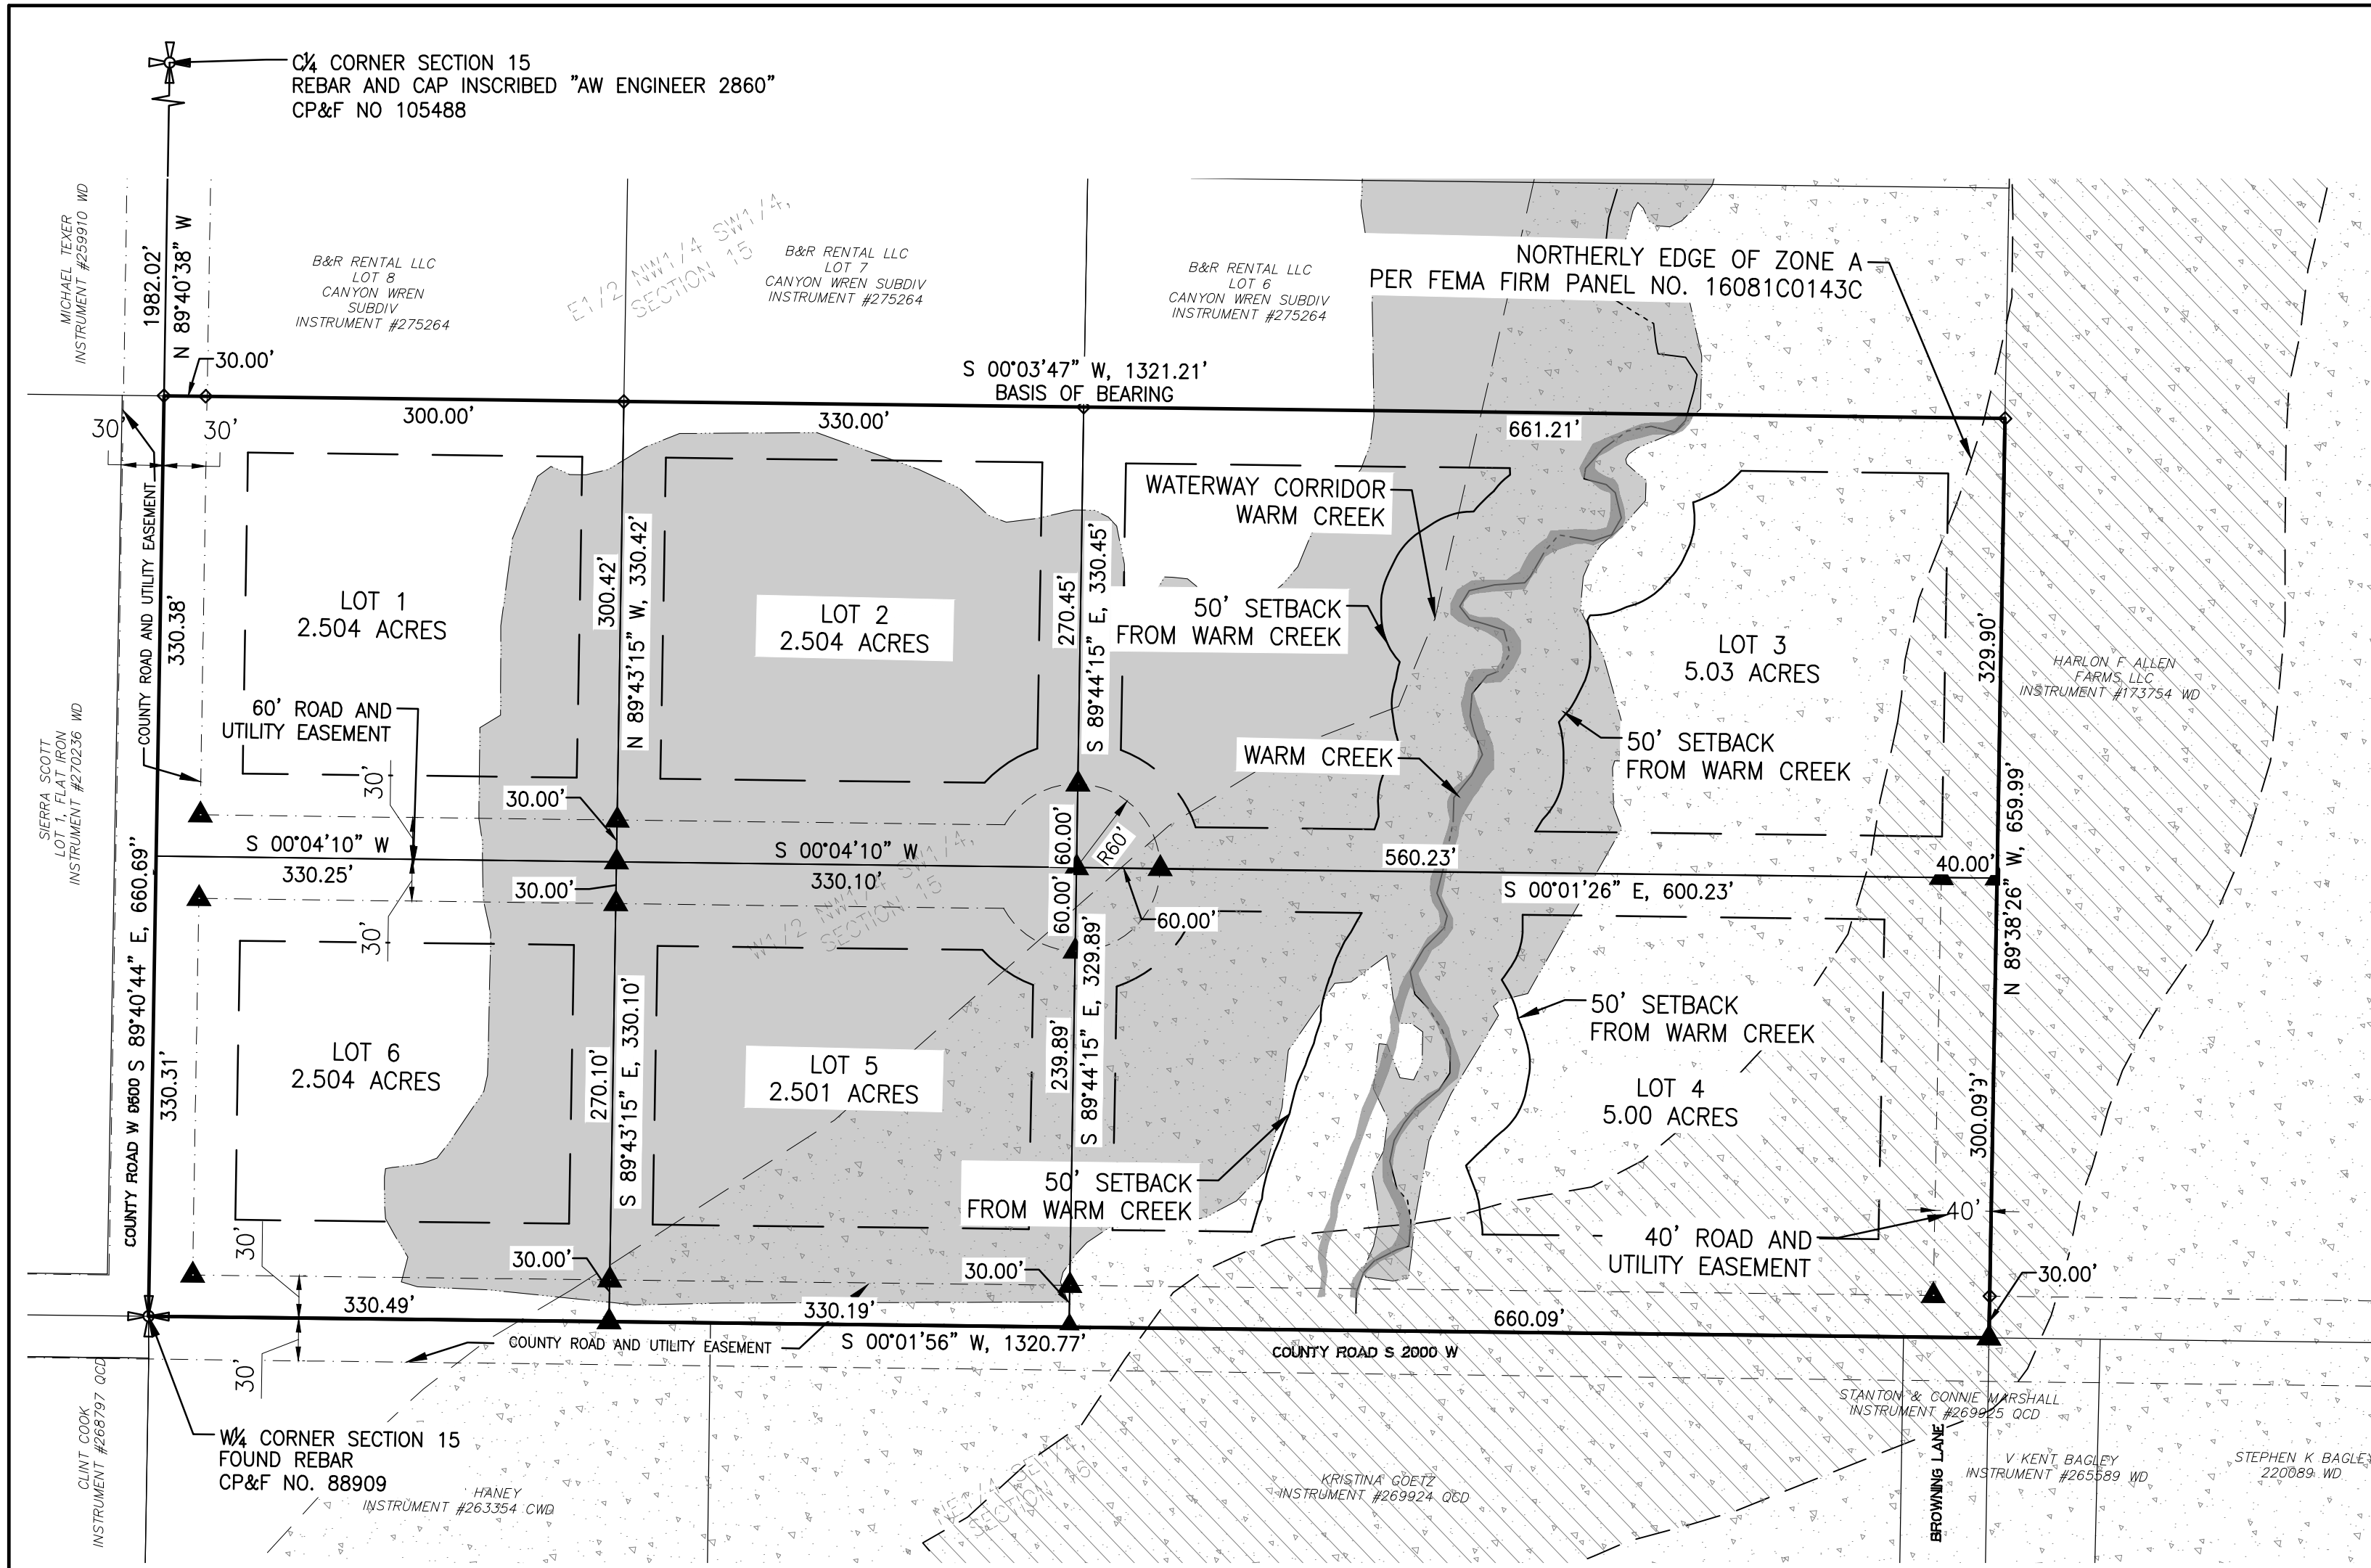 C¼ CORNER SECTION 15
REBAR AND CAP INSCRIBED "AW ENGINEER 2860"
CP&F NO 105488
MICHAEL TEXER
INSTRUMENT #259910 WD
1982.02'
N 89°40'38" W
B&R RENTAL LLC
LOT 8
CANYON WREN
SUBDIV
INSTRUMENT #275264
E1/2 NW1/4 SW1/4,
SECTION 15
B&R RENTAL LLC
LOT 7
CANYON WREN SUBDIV
INSTRUMENT #275264
B&R RENTAL LLC
LOT 6
CANYON WREN SUBDIV
INSTRUMENT #275264
NORTHERLY EDGE OF ZONE A
PER FEMA FIRM PANEL NO. 16081C0143C
30.00'
S 00°03'47" W, 1321.21'
BASIS OF BEARING
300.00'
330.00'
661.21'
30'
30'
COUNTY ROAD AND UTILITY EASEMENT
330.38'
LOT 1
2.504 ACRES
300.42'
N 89°43'15" W, 330.42'
LOT 2
2.504 ACRES
270.45'
S 89°44'15" E, 330.45'
WATERWAY CORRIDOR
WARM CREEK
50' SETBACK
FROM WARM CREEK
LOT 3
5.03 ACRES
329.90'
HARLON F ALLEN
FARMS LLC
INSTRUMENT #173754 WD
SIERRA SCOTT
LOT 1, FLAT IRON
INSTRUMENT #270236 WD
60' ROAD AND
UTILITY EASEMENT
30'
WARM CREEK
50' SETBACK
FROM WARM CREEK
N 89°38'26" W, 659.99'
30.00'
S 00°04'10" W
330.25'
S 00°04'10" W
330.10'
60.00'
R60'
560.23'
40.00'
S 00°01'26" E, 600.23'
30.00'
30'
60.00'
60.00'
W1/2 NW1/4 SW1/4,
SECTION 15
COUNTY ROAD W
S 89°40'44" E, 660.69"
330.31'
LOT 6
2.504 ACRES
270.10'
S 89°43'15" E, 330.10'
LOT 5
2.501 ACRES
239.89'
S 89°44'15" E, 329.89'
50' SETBACK
FROM WARM CREEK
LOT 4
5.00 ACRES
300.09'
50' SETBACK
FROM WARM CREEK
40' ROAD AND
UTILITY EASEMENT
40'
30'
30.00'
30.00'
30.00'
330.49'
330.19'
660.09'
COUNTY ROAD AND UTILITY EASEMENT
S 00°01'56" W, 1320.77'
COUNTY ROAD S 2000 W
30'
CLINT COOK
INSTRUMENT #268797 QCD
W¼ CORNER SECTION 15
FOUND REBAR
CP&F NO. 88909
HANEY
INSTRUMENT #263354 CWD
NE1/4 SE1/4,
SECTION 16
KRISTINA GOETZ
INSTRUMENT #269924 QCD
STANTON & CONNIE MARSHALL
INSTRUMENT #269925 QCD
BROWNING LANE
V KENT BAGLEY
INSTRUMENT #265589 WD
STEPHEN K BAGLEY
220089 WD